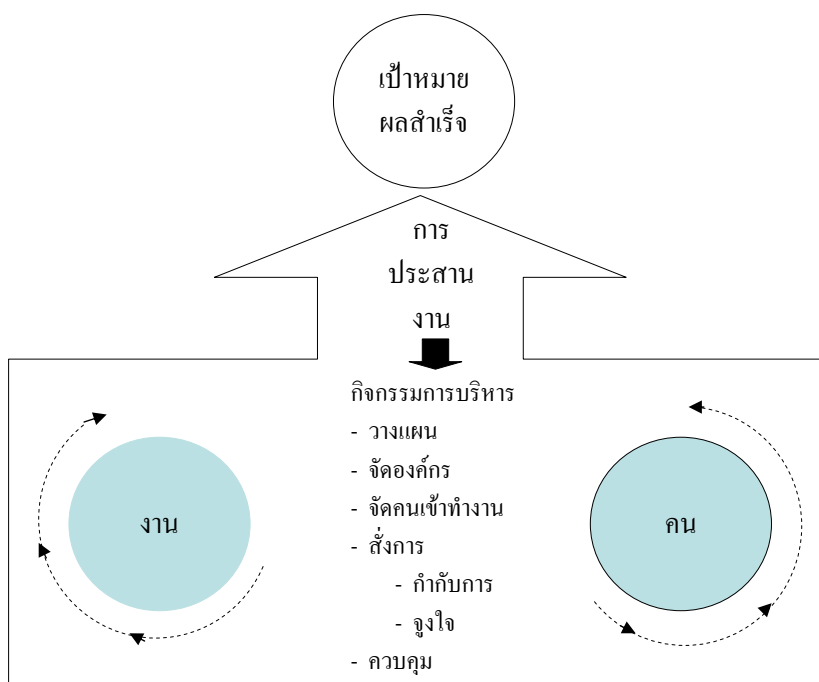 เป้าหมาย
ผลสำเร็จ
การ
ประสาน
งาน
กิจกรรมการบริหาร
- วางแผน
- จัดองค์กร
- จัดคนเข้าทำงาน
- สั่งการ
- กำกับการ
- จูงใจ
- ควบคุม
งาน
คน